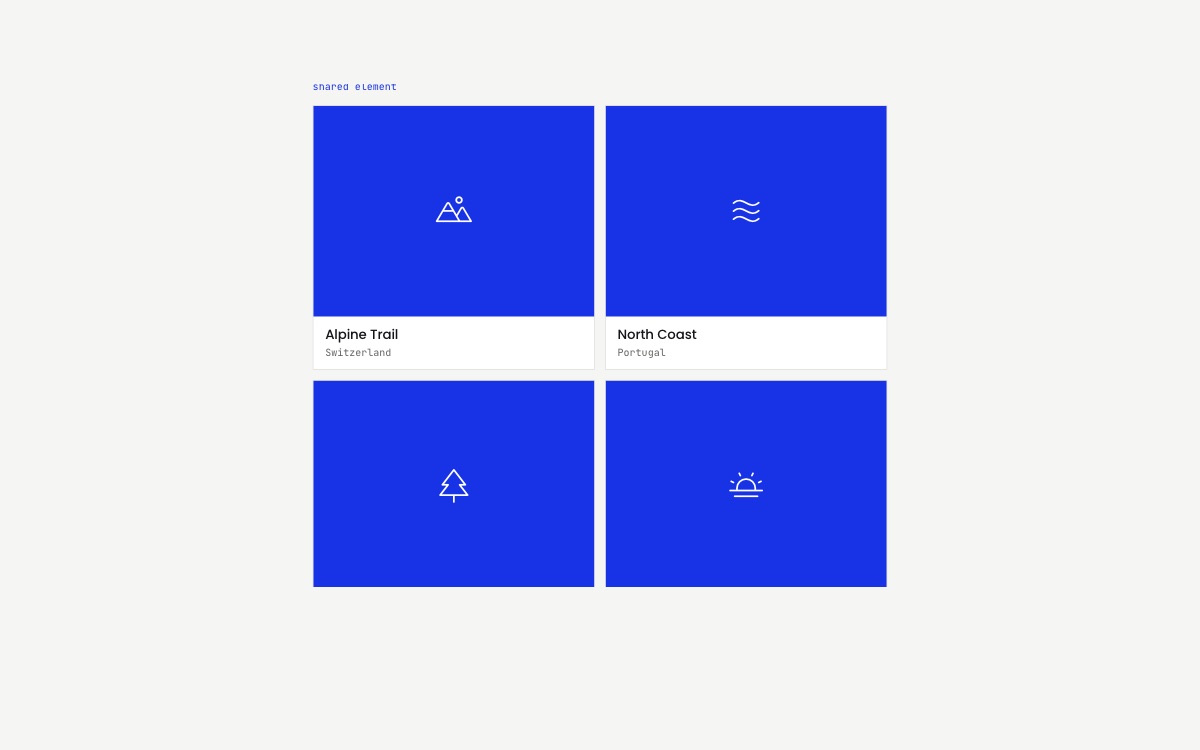 shared element
Alpine Trail
Switzerland
North Coast
Portugal